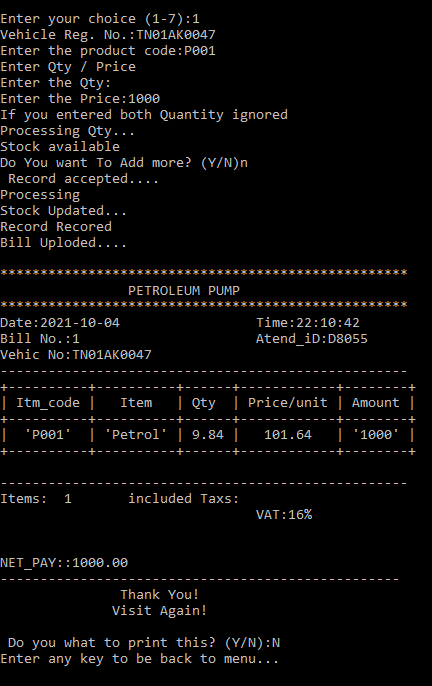 Enter your choice (1-7):1
Vehicle Reg. No.:TN01AK0047
Enter the product code:P001
Enter Qty / Price
Enter the Qty:
Enter the Price:1000
If you entered both Quantity ignored
Processing Qty...
Stock available
Do You want To Add more? (Y/N)n
 Record accepted....
Processing
Stock Updated...
Record Recored
Bill Uploded....
***************************************************
                PETROLEUM PUMP
***************************************************
Date:2021-10-04                 Time:22:10:42
Bill No.:1                      Atend_iD:D8055
Vehic No:TN01AK0047
---------------------------------------------------
+----------+----------+------+------------+--------+
| Itm_code |   Item   | Qty  | Price/unit | Amount |
+----------+----------+------+------------+--------+
|  'P001'  | 'Petrol' | 9.84 |   101.64   | '1000' |
+----------+----------+------+------------+--------+
---------------------------------------------------
Items:  1       included Taxs:
                                VAT:16%
NET_PAY::1000.00
--------------------------------------------------
               Thank You!
              Visit Again!
 Do you what to print this? (Y/N):N
Enter any key to be back to menu...